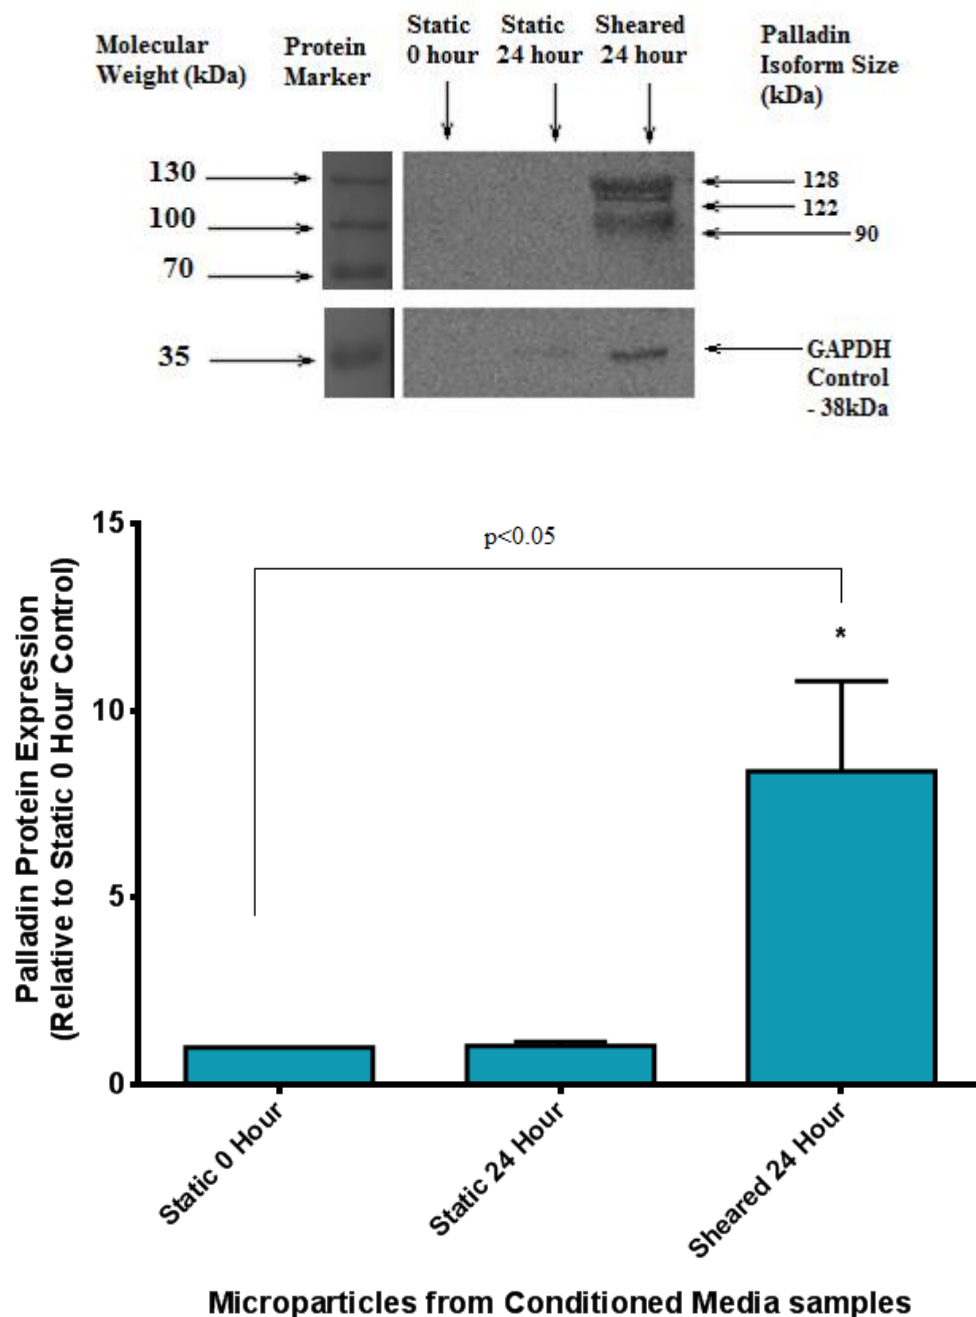 Molecular
Weight (kDa)
Protein
Marker
Static
0 hour
Static
24 hour
Sheared
24 hour
Palladin
Isoform Size
(kDa)
130
100
70
128
122
90
35
GAPDH
Control
- 38kDa
15
10
5
0
p<0.05
*
Palladin Protein Expression
(Relative to Static 0 Hour Control)
Static 0 Hour
Static 24 Hour
Sheared 24 Hour
Microparticles from Conditioned Media samples